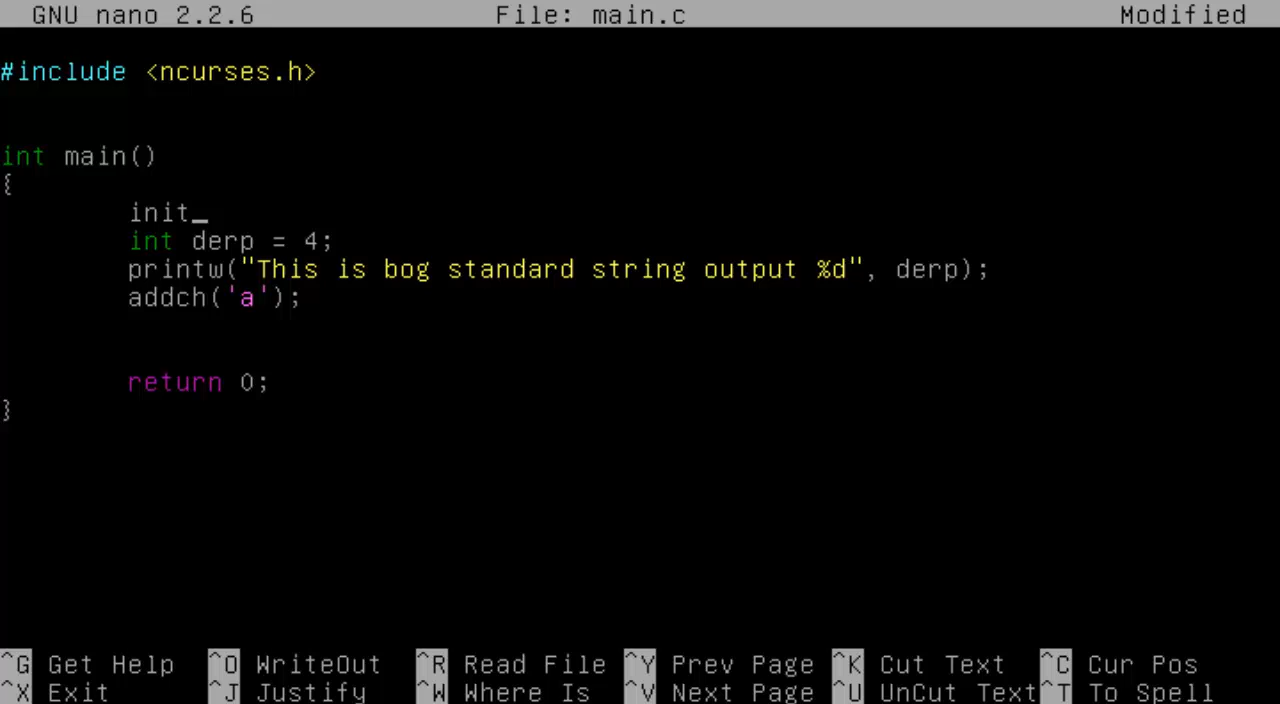 GNU nano 2.2.6 File: main.c Modified
#include <ncurses.h>
int main()
{
init_
int derp = 4;
printw("This is bog standard string output %d", derp);
addch('a');
return 0;
}
^G Get Help ^O WriteOut ^R Read File ^Y Prev Page ^K Cut Text ^C Cur Pos
^X Exit ^J Justify ^W Where Is ^V Next Page ^U UnCut Text ^T To Spell